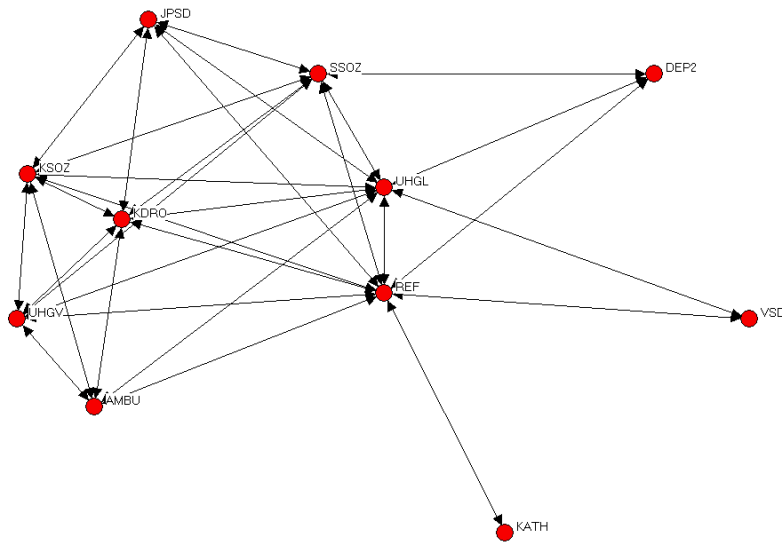 JPSD
SSOZ
DEP2
KSOZ
UHGL
KDRO
REF
UHGV
VSD
AMBU
KATH